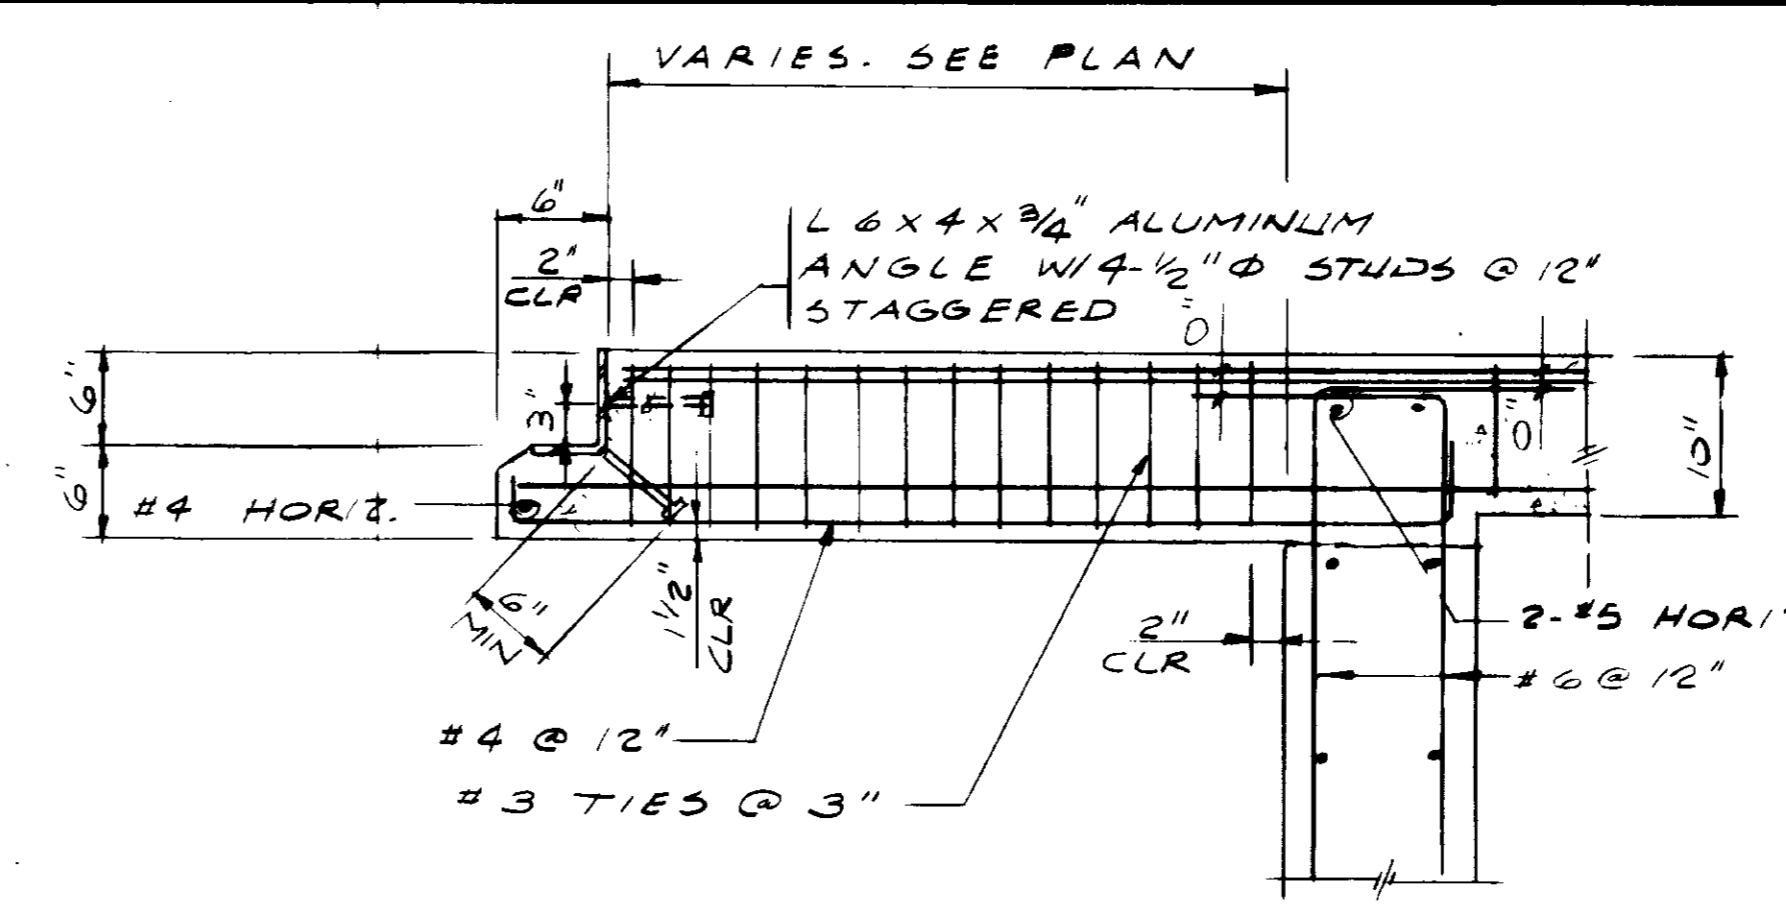 VARIES. SEE PLAN
6"
L 6 x 4 x 3/4" ALUMINUM
ANGLE W/4-1/2"Φ STUDS @ 12"
STAGGERED
2"
CLR
0"
6"
3"
0"
10"
6"
#4 HORIZ.
6"
MIN
1 1/2"
CLR
2"
CLR
2-#5 HORI
#6 @ 12"
#4 @ 12"
#3 TIES @ 3"